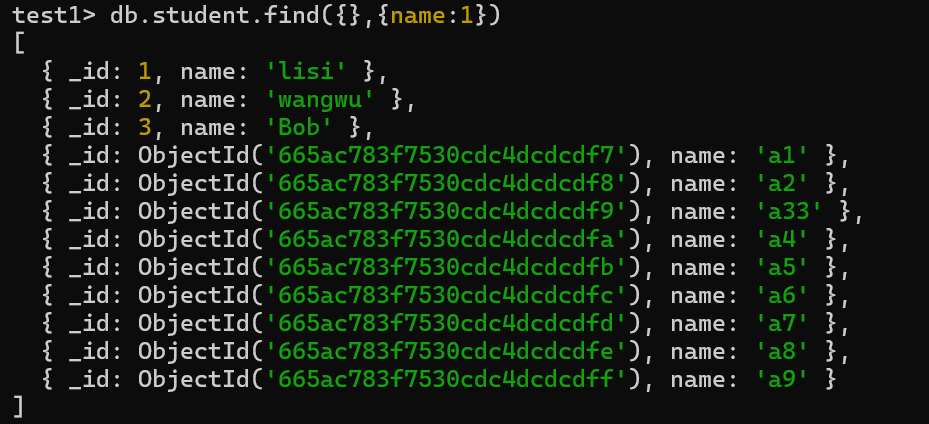 test1> db.student.find({},{name:1})
[
  { _id: 1, name: 'lisi' },
  { _id: 2, name: 'wangwu' },
  { _id: 3, name: 'Bob' },
  { _id: ObjectId('665ac783f7530cdc4dcdcdf7'), name: 'a1' },
  { _id: ObjectId('665ac783f7530cdc4dcdcdf8'), name: 'a2' },
  { _id: ObjectId('665ac783f7530cdc4dcdcdf9'), name: 'a33' },
  { _id: ObjectId('665ac783f7530cdc4dcdcdfa'), name: 'a4' },
  { _id: ObjectId('665ac783f7530cdc4dcdcdfb'), name: 'a5' },
  { _id: ObjectId('665ac783f7530cdc4dcdcdfc'), name: 'a6' },
  { _id: ObjectId('665ac783f7530cdc4dcdcdfd'), name: 'a7' },
  { _id: ObjectId('665ac783f7530cdc4dcdcdfe'), name: 'a8' },
  { _id: ObjectId('665ac783f7530cdc4dcdcdff'), name: 'a9' }
]